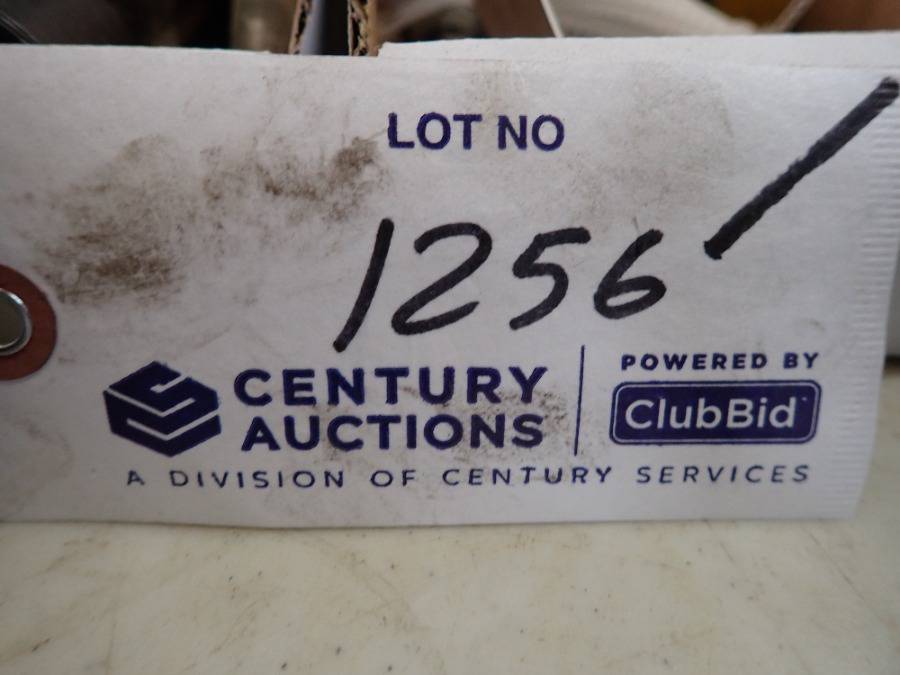 LOT NO
1256
CENTURY
AUCTIONS
A DIVISION OF CENTURY SERVICES
POWERED BY
ClubBid